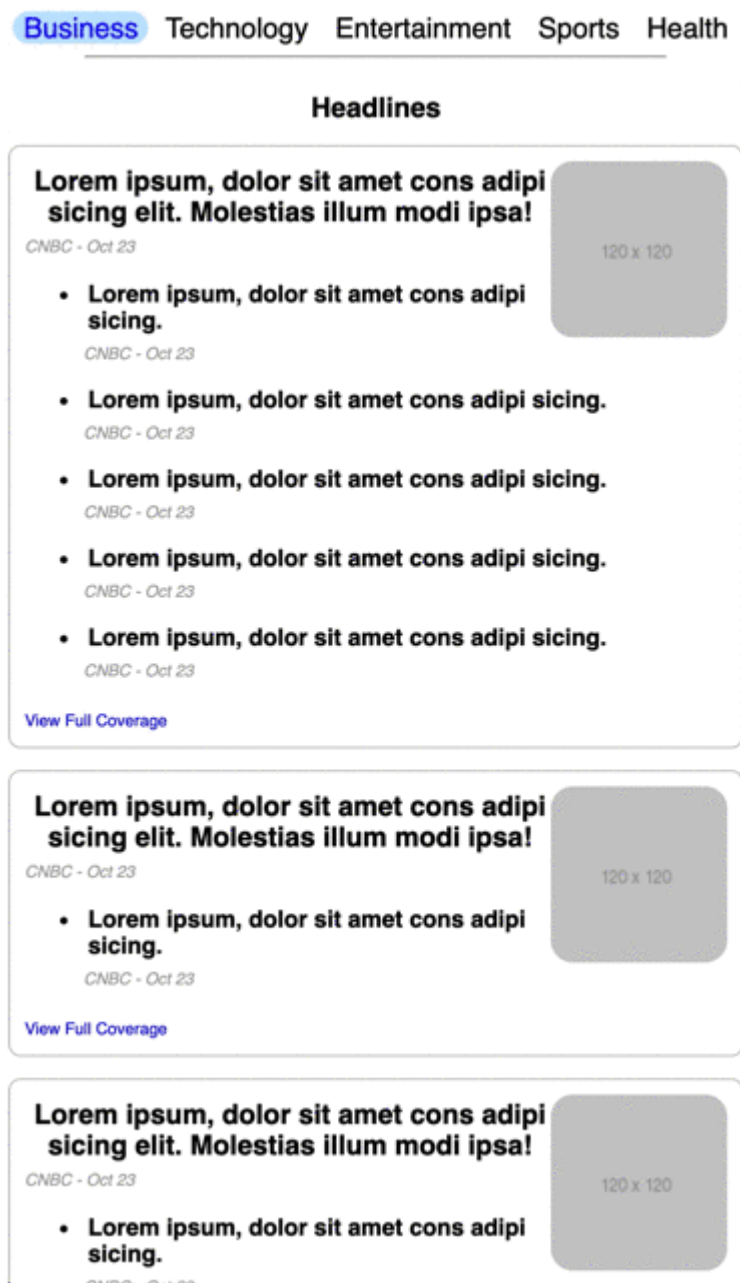 Business Technology Entertainment Sports Health
Headlines
Lorem ipsum, dolor sit amet cons adipi
sicing elit. Molestias illum modi ipsa!
CNBC - Oct 23
120 x 120
• Lorem ipsum, dolor sit amet cons adipi
sicing.
CNBC - Oct 23
• Lorem ipsum, dolor sit amet cons adipi sicing.
CNBC - Oct 23
• Lorem ipsum, dolor sit amet cons adipi sicing.
CNBC - Oct 23
• Lorem ipsum, dolor sit amet cons adipi sicing.
CNBC - Oct 23
• Lorem ipsum, dolor sit amet cons adipi sicing.
CNBC - Oct 23
View Full Coverage
Lorem ipsum, dolor sit amet cons adipi
sicing elit. Molestias illum modi ipsa!
CNBC - Oct 23
120 x 120
• Lorem ipsum, dolor sit amet cons adipi
sicing.
CNBC - Oct 23
View Full Coverage
Lorem ipsum, dolor sit amet cons adipi
sicing elit. Molestias illum modi ipsa!
CNBC - Oct 23
120 x 120
• Lorem ipsum, dolor sit amet cons adipi
sicing.